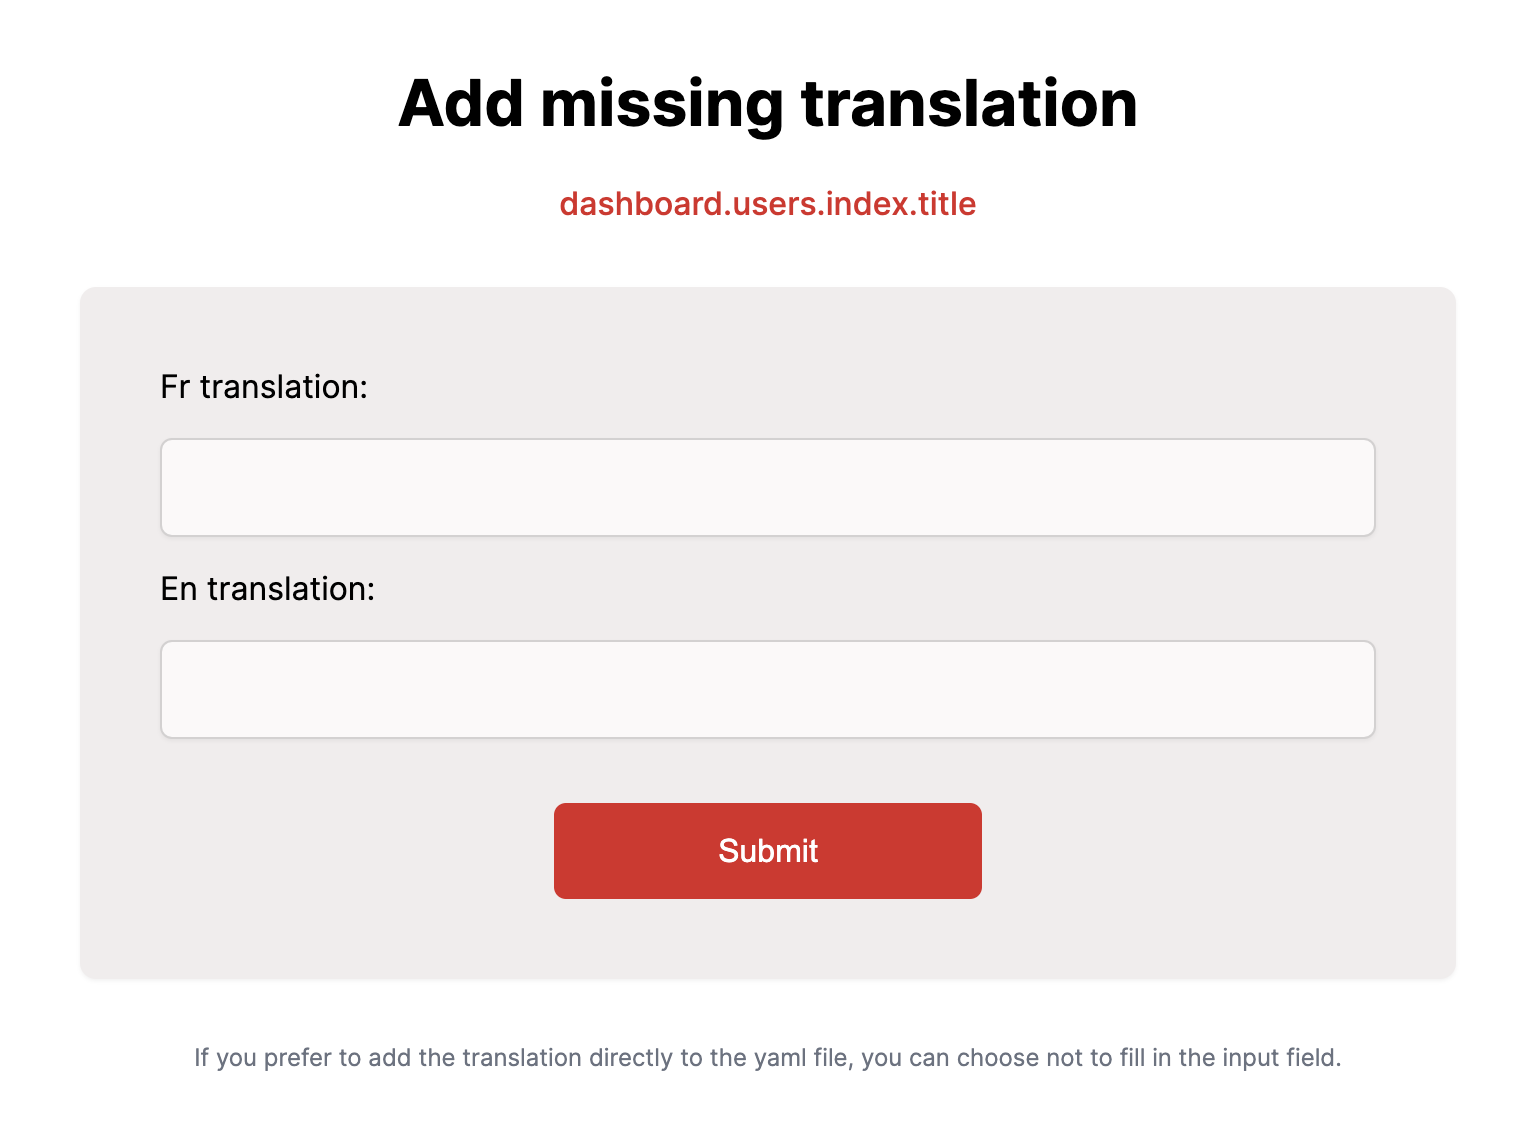 Add missing translation
dashboard.users.index.title
Fr translation:
En translation:
Submit
If you prefer to add the translation directly to the yaml file, you can choose not to fill in the input field.